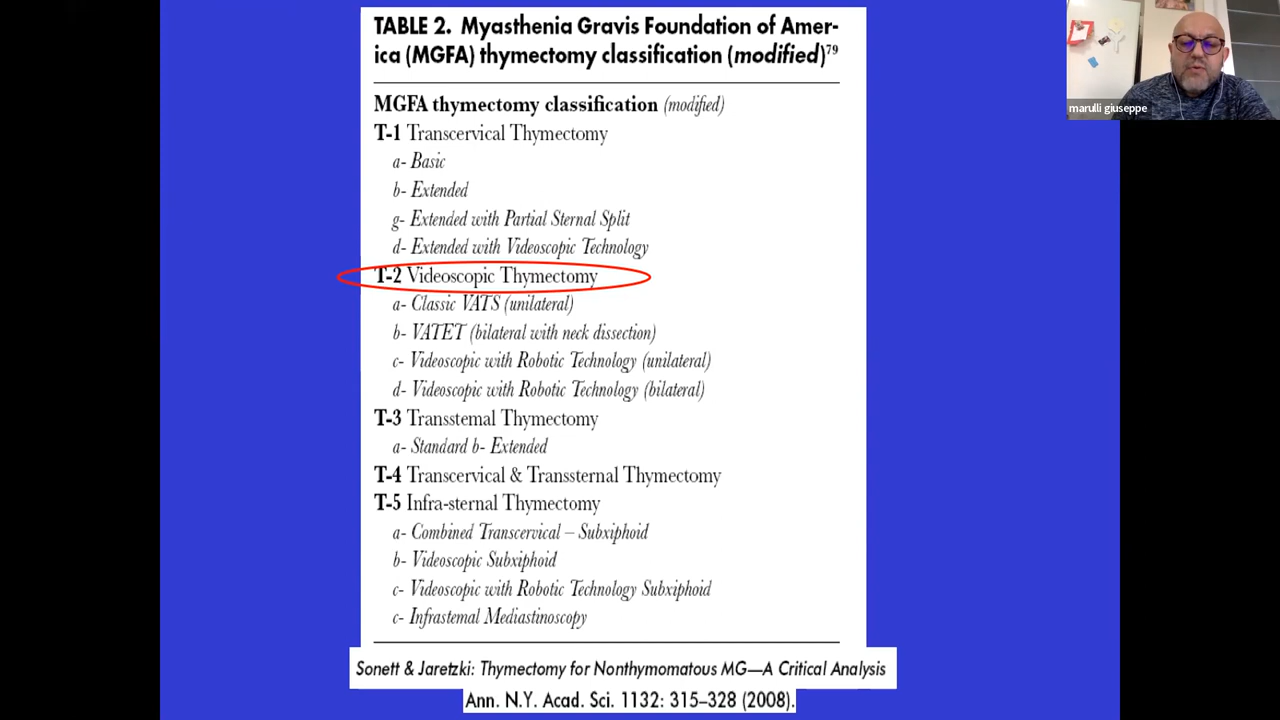 TABLE 2. Myasthenia Gravis Foundation of Amer-
ica (MGFA) thymectomy classification (modified)79
MGFA thymectomy classification (modified)
T-1 Transcervical Thymectomy
a- Basic
b- Extended
g- Extended with Partial Sternal Split
d- Extended with Videoscopic Technology
T-2 Videoscopic Thymectomy
a- Classic VATS (unilateral)
b- VATET (bilateral with neck dissection)
c- Videoscopic with Robotic Technology (unilateral)
d- Videoscopic with Robotic Technology (bilateral)
T-3 Transstemal Thymectomy
a- Standard b- Extended
T-4 Transcervical & Transsternal Thymectomy
T-5 Infra-sternal Thymectomy
a- Combined Transcervical – Subxiphoid
b- Videoscopic Subxiphoid
c- Videoscopic with Robotic Technology Subxiphoid
c- Infrastemal Mediastinoscopy
Sonett & Jaretzki: Thymectomy for Nonthymomatous MG—A Critical Analysis
Ann. N.Y. Acad. Sci. 1132: 315–328 (2008).
marulli giuseppe